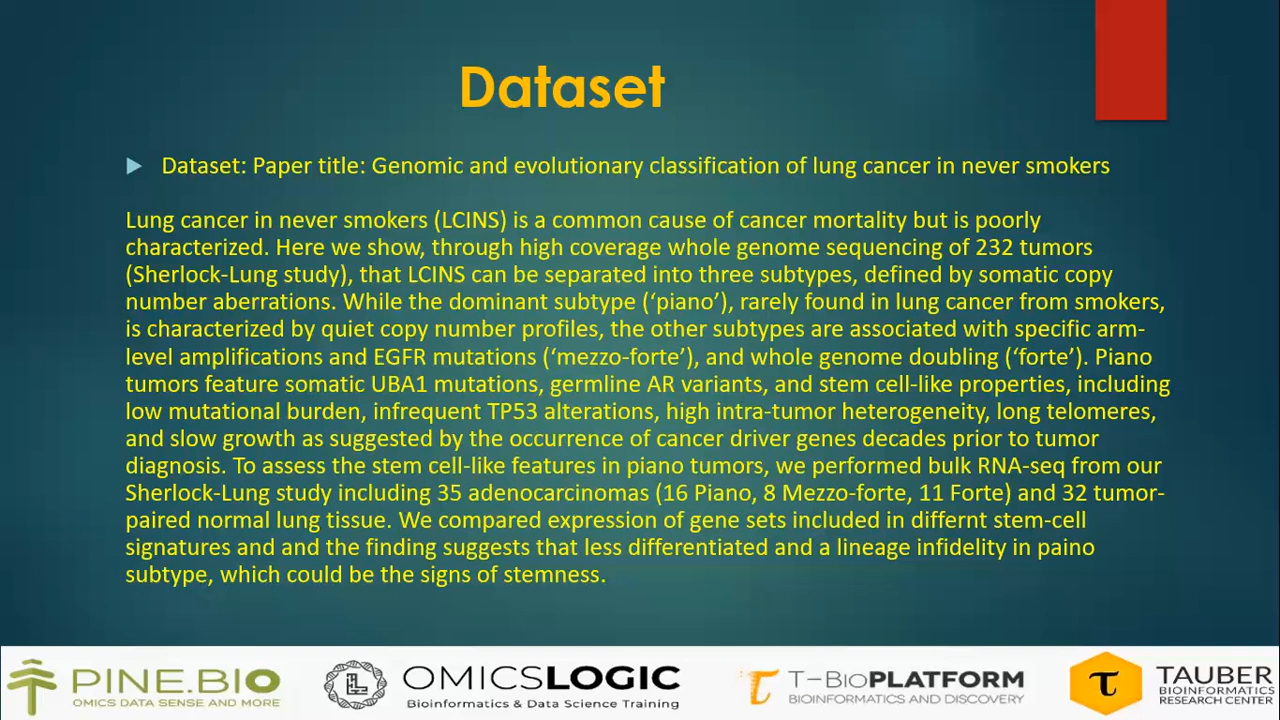 Dataset
Dataset: Paper title: Genomic and evolutionary classification of lung cancer in never smokers
Lung cancer in never smokers (LCINS) is a common cause of cancer mortality but is poorly
characterized. Here we show, through high coverage whole genome sequencing of 232 tumors
(Sherlock-Lung study), that LCINS can be separated into three subtypes, defined by somatic copy
number aberrations. While the dominant subtype (‘piano’), rarely found in lung cancer from smokers,
is characterized by quiet copy number profiles, the other subtypes are associated with specific arm-
level amplifications and EGFR mutations (‘mezzo-forte’), and whole genome doubling (‘forte’). Piano
tumors feature somatic UBA1 mutations, germline AR variants, and stem cell-like properties, including
low mutational burden, infrequent TP53 alterations, high intra-tumor heterogeneity, long telomeres,
and slow growth as suggested by the occurrence of cancer driver genes decades prior to tumor
diagnosis. To assess the stem cell-like features in piano tumors, we performed bulk RNA-seq from our
Sherlock-Lung study including 35 adenocarcinomas (16 Piano, 8 Mezzo-forte, 11 Forte) and 32 tumor-
paired normal lung tissue. We compared expression of gene sets included in differnt stem-cell
signatures and and the finding suggests that less differentiated and a lineage infidelity in paino
subtype, which could be the signs of stemness.
PINE.BIO
OMICS DATA SENSE AND MORE
OMICSLOGIC
Bioinformatics & Data Science Training
T-BioPLATFORM
BIOINFORMATICS AND DISCOVERY
TAUBER
BIOINFORMATICS
RESEARCH CENTER